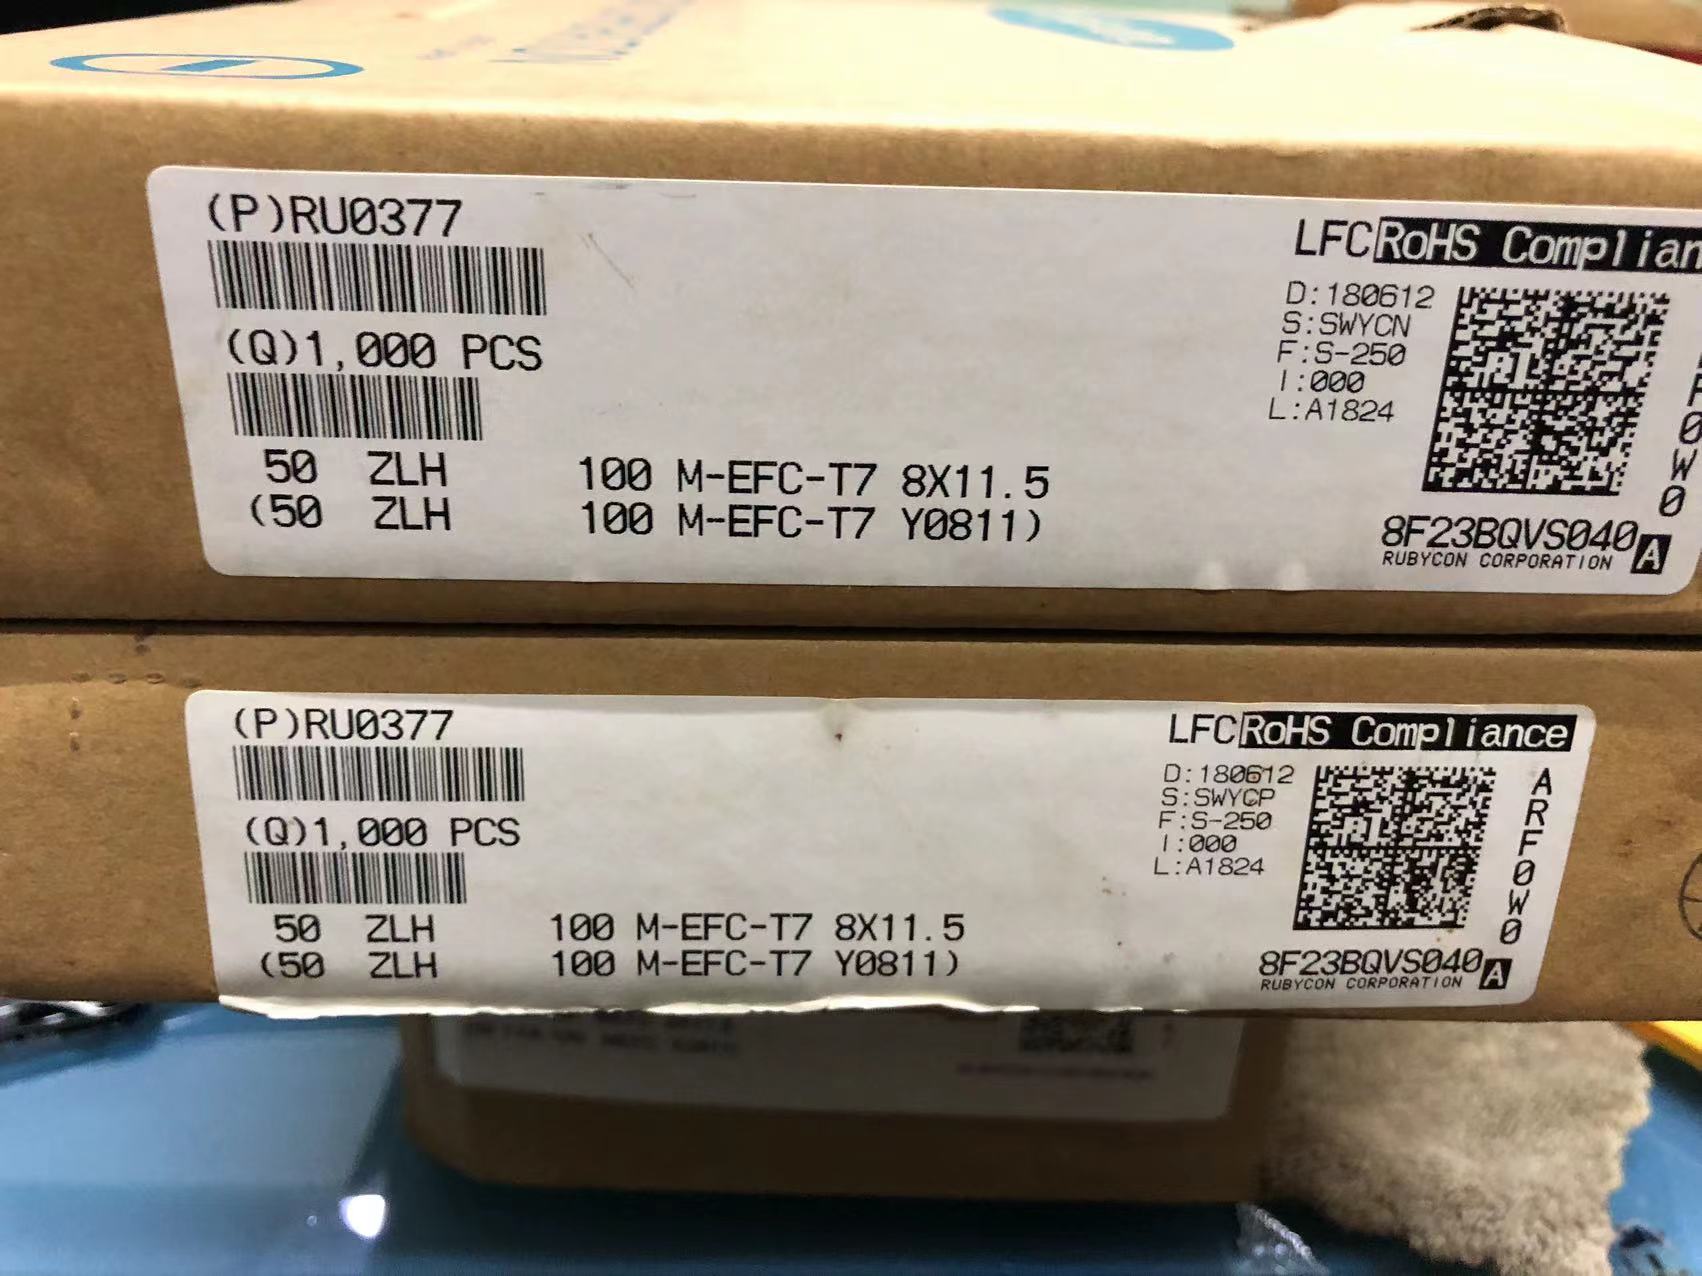 (P)RU0377
(Q)1,000 PCS
50 ZLH 100 M-EFC-T7 8X11.5
(50 ZLH 100 M-EFC-T7 Y0811)
LFC RoHS Complian
D:180612
S:SWYCN
F:S-250
I:000
L:A1824
F0W0
8F23BQVS040 A
RUBYCON CORPORATION
(P)RU0377
(Q)1,000 PCS
50 ZLH 100 M-EFC-T7 8X11.5
(50 ZLH 100 M-EFC-T7 Y0811)
LFC RoHS Compliance
D:180612
S:SWYCP
F:S-250
I:000
L:A1824
ARF0W0
8F23BQVS040 A
RUBYCON CORPORATION